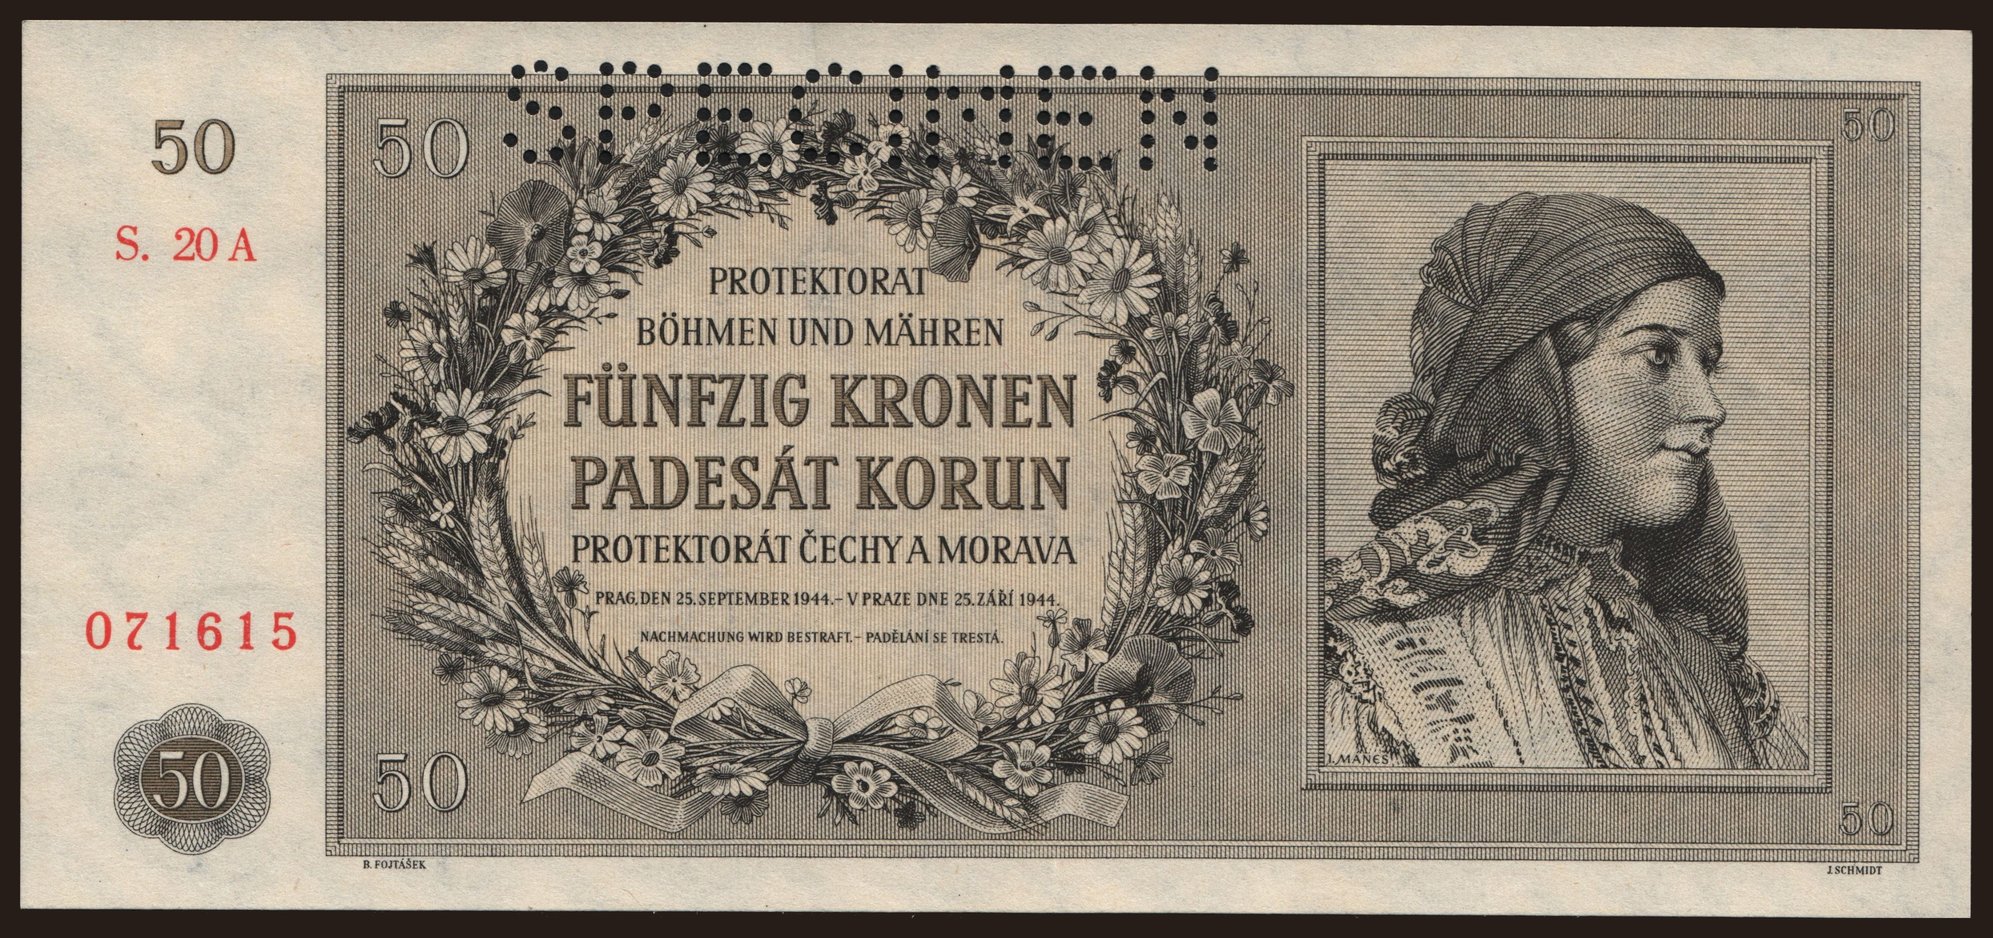 SPECIMEN
50
50
50
S. 20 A
PROTEKTORAT
BÖHMEN UND MÄHREN
FÜNFZIG KRONEN
PADESÁT KORUN
PROTEKTORÁT ČECHY A MORAVA
PRAG, DEN 25. SEPTEMBER 1944. – V PRAZE DNE 25. ZÁŘÍ 1944.
NACHMACHUNG WIRD BESTRAFT. – PADĚLÁNÍ SE TRESTÁ.
071615
50
50
50
J. MÁNES
B. FOJTÁŠEK
J. SCHMIDT